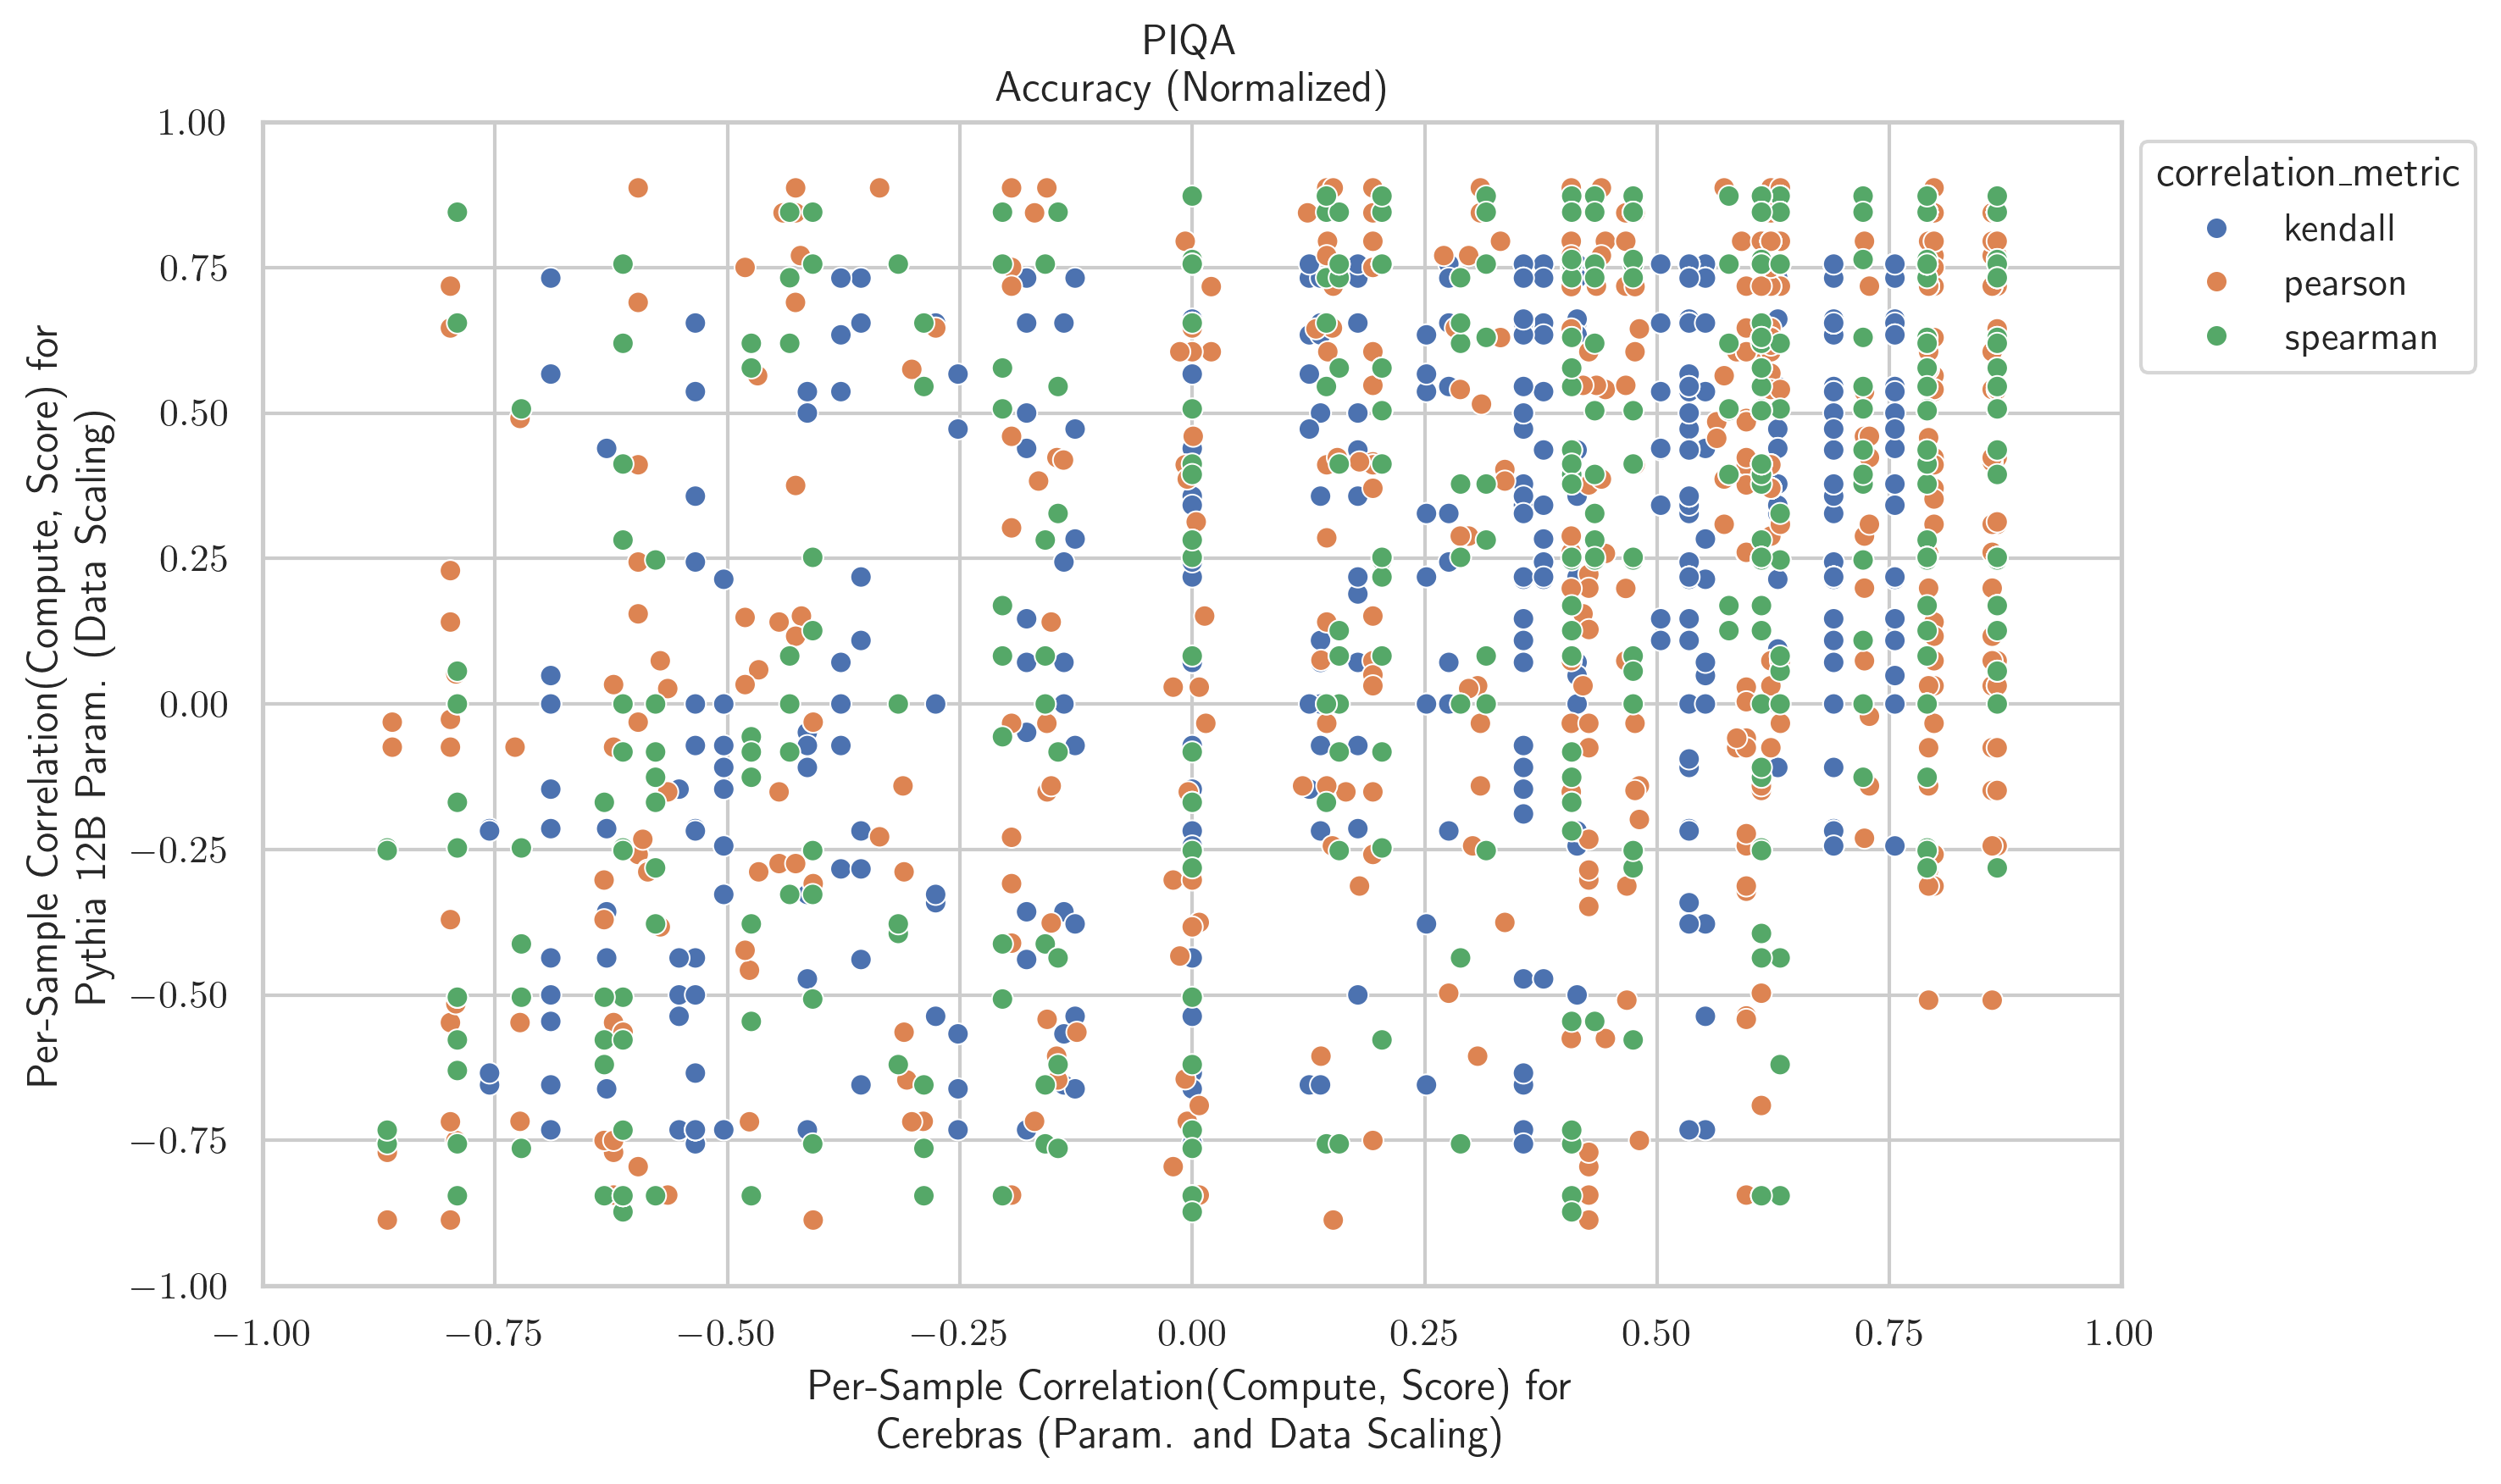 PIQA
Accuracy (Normalized)
1.00
0.75
0.50
0.25
0.00
−0.25
−0.50
−0.75
−1.00
−1.00
−0.75
−0.50
−0.25
0.00
0.25
0.50
0.75
1.00
Per-Sample Correlation(Compute, Score) for
Pythia 12B Param. (Data Scaling)
Per-Sample Correlation(Compute, Score) for
Cerebras (Param. and Data Scaling)
correlation_metric
kendall
pearson
spearman